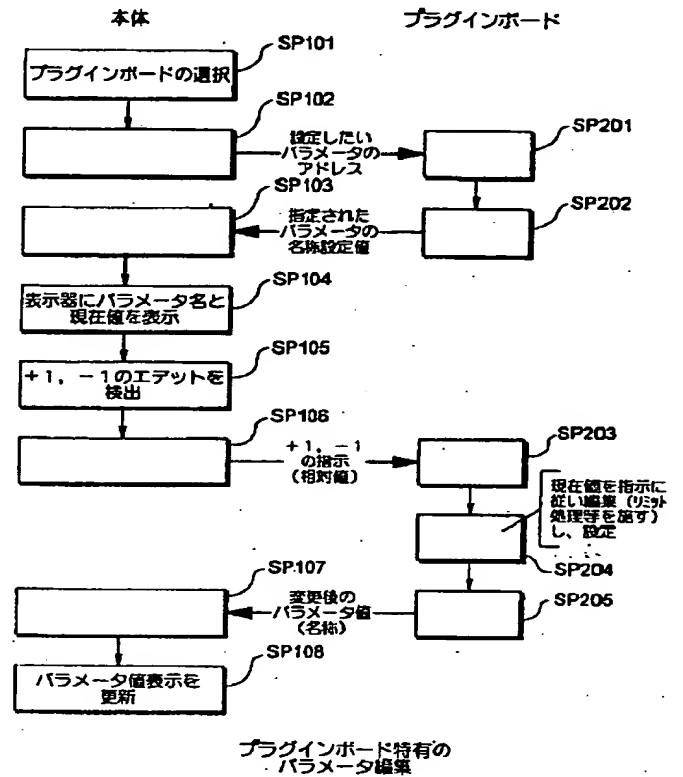 本体
プラグインボード
SP101
プラグインボードの選択
SP102
設定したい
パラメータの
アドレス
SP201
SP103
指定された
パラメータの
名称設定値
SP202
SP104
表示器にパラメータ名と
現在値を表示
SP105
+1，−1のエデットを
検出
SP106
+1，−1
の指示
(相対値)
SP203
現在値を指示に
従い編集（リミット
処理等を施す）
し、設定
SP204
SP107
変更後の
パラメータ値
(名称)
SP205
SP108
パラメータ値表示を
更新
プラグインボード特有の
パラメータ編集